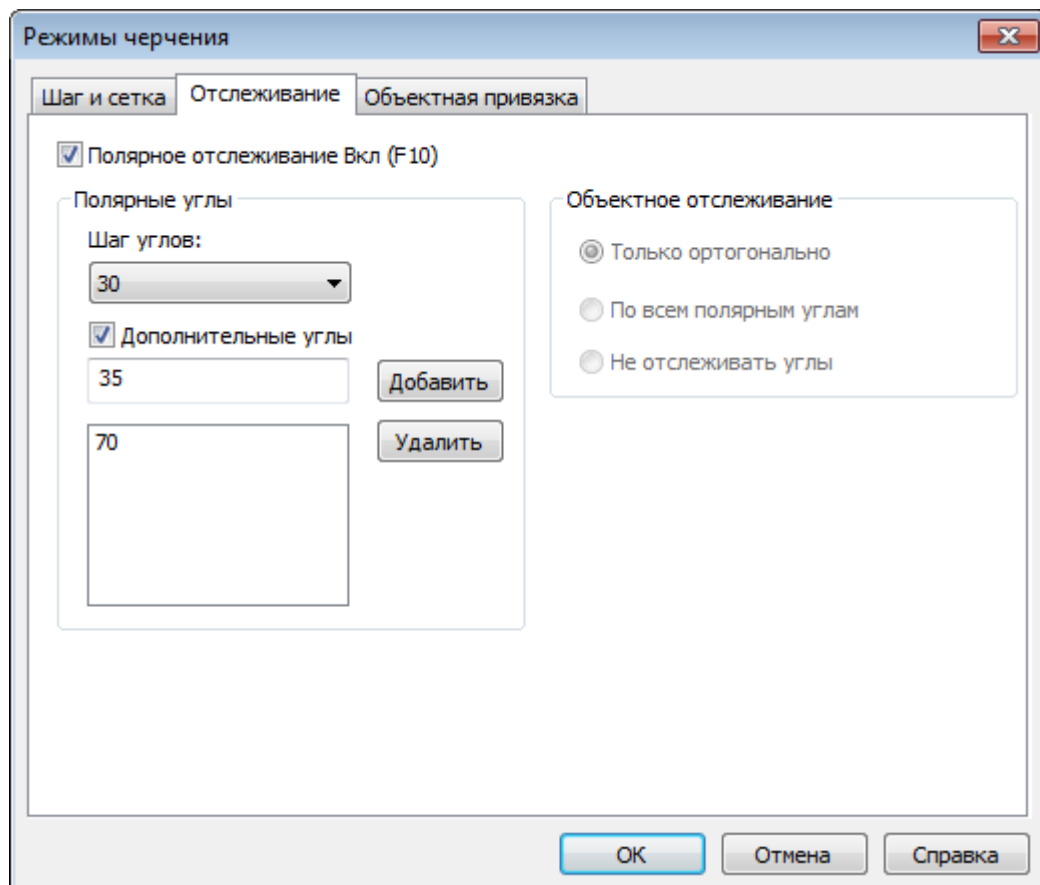 Режимы черчения
Шаг и сетка Отслеживание Объектная привязка
Полярное отслеживание Вкл (F10)
Полярные углы
Шаг углов:
30
Дополнительные углы
35
Добавить
70
Удалить
Объектное отслеживание
Только ортогонально
По всем полярным углам
Не отслеживать углы
ОК Отмена Справка